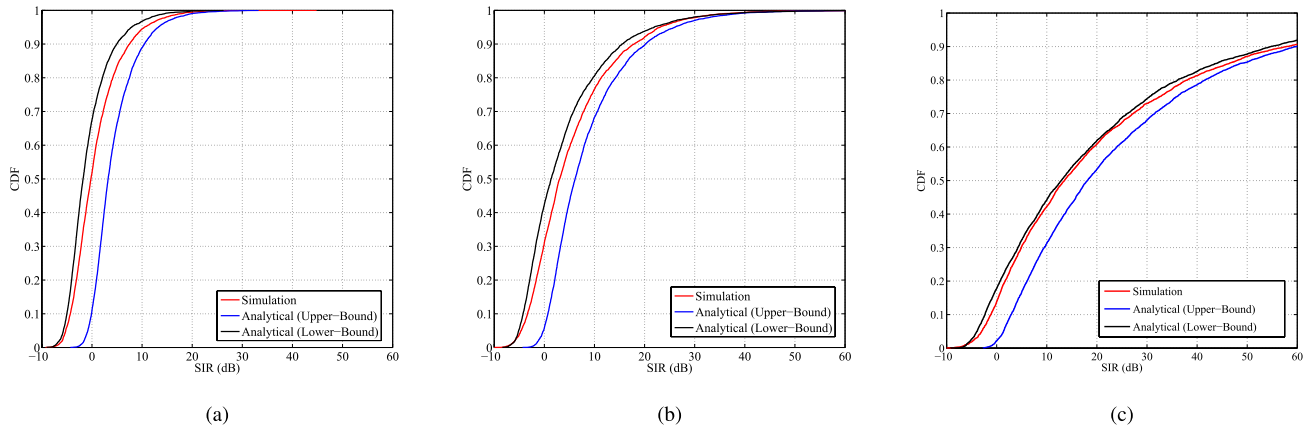 1
0.9
0.8
0.7
0.6
0.5
0.4
0.3
0.2
0.1
0
CDF
−10 0 10 20 30 40 50 60
SIR (dB)
Simulation
Analytical (Upper−Bound)
Analytical (Lower−Bound)
(a)
1
0.9
0.8
0.7
0.6
0.5
0.4
0.3
0.2
0.1
0
CDF
−10 0 10 20 30 40 50 60
SIR (dB)
Simulation
Analytical (Upper−Bound)
Analytical (Lower−Bound)
(b)
1
0.9
0.8
0.7
0.6
0.5
0.4
0.3
0.2
0.1
0
CDF
−10 0 10 20 30 40 50 60
SIR (dB)
Simulation
Analytical (Upper−Bound)
Analytical (Lower−Bound)
(c)